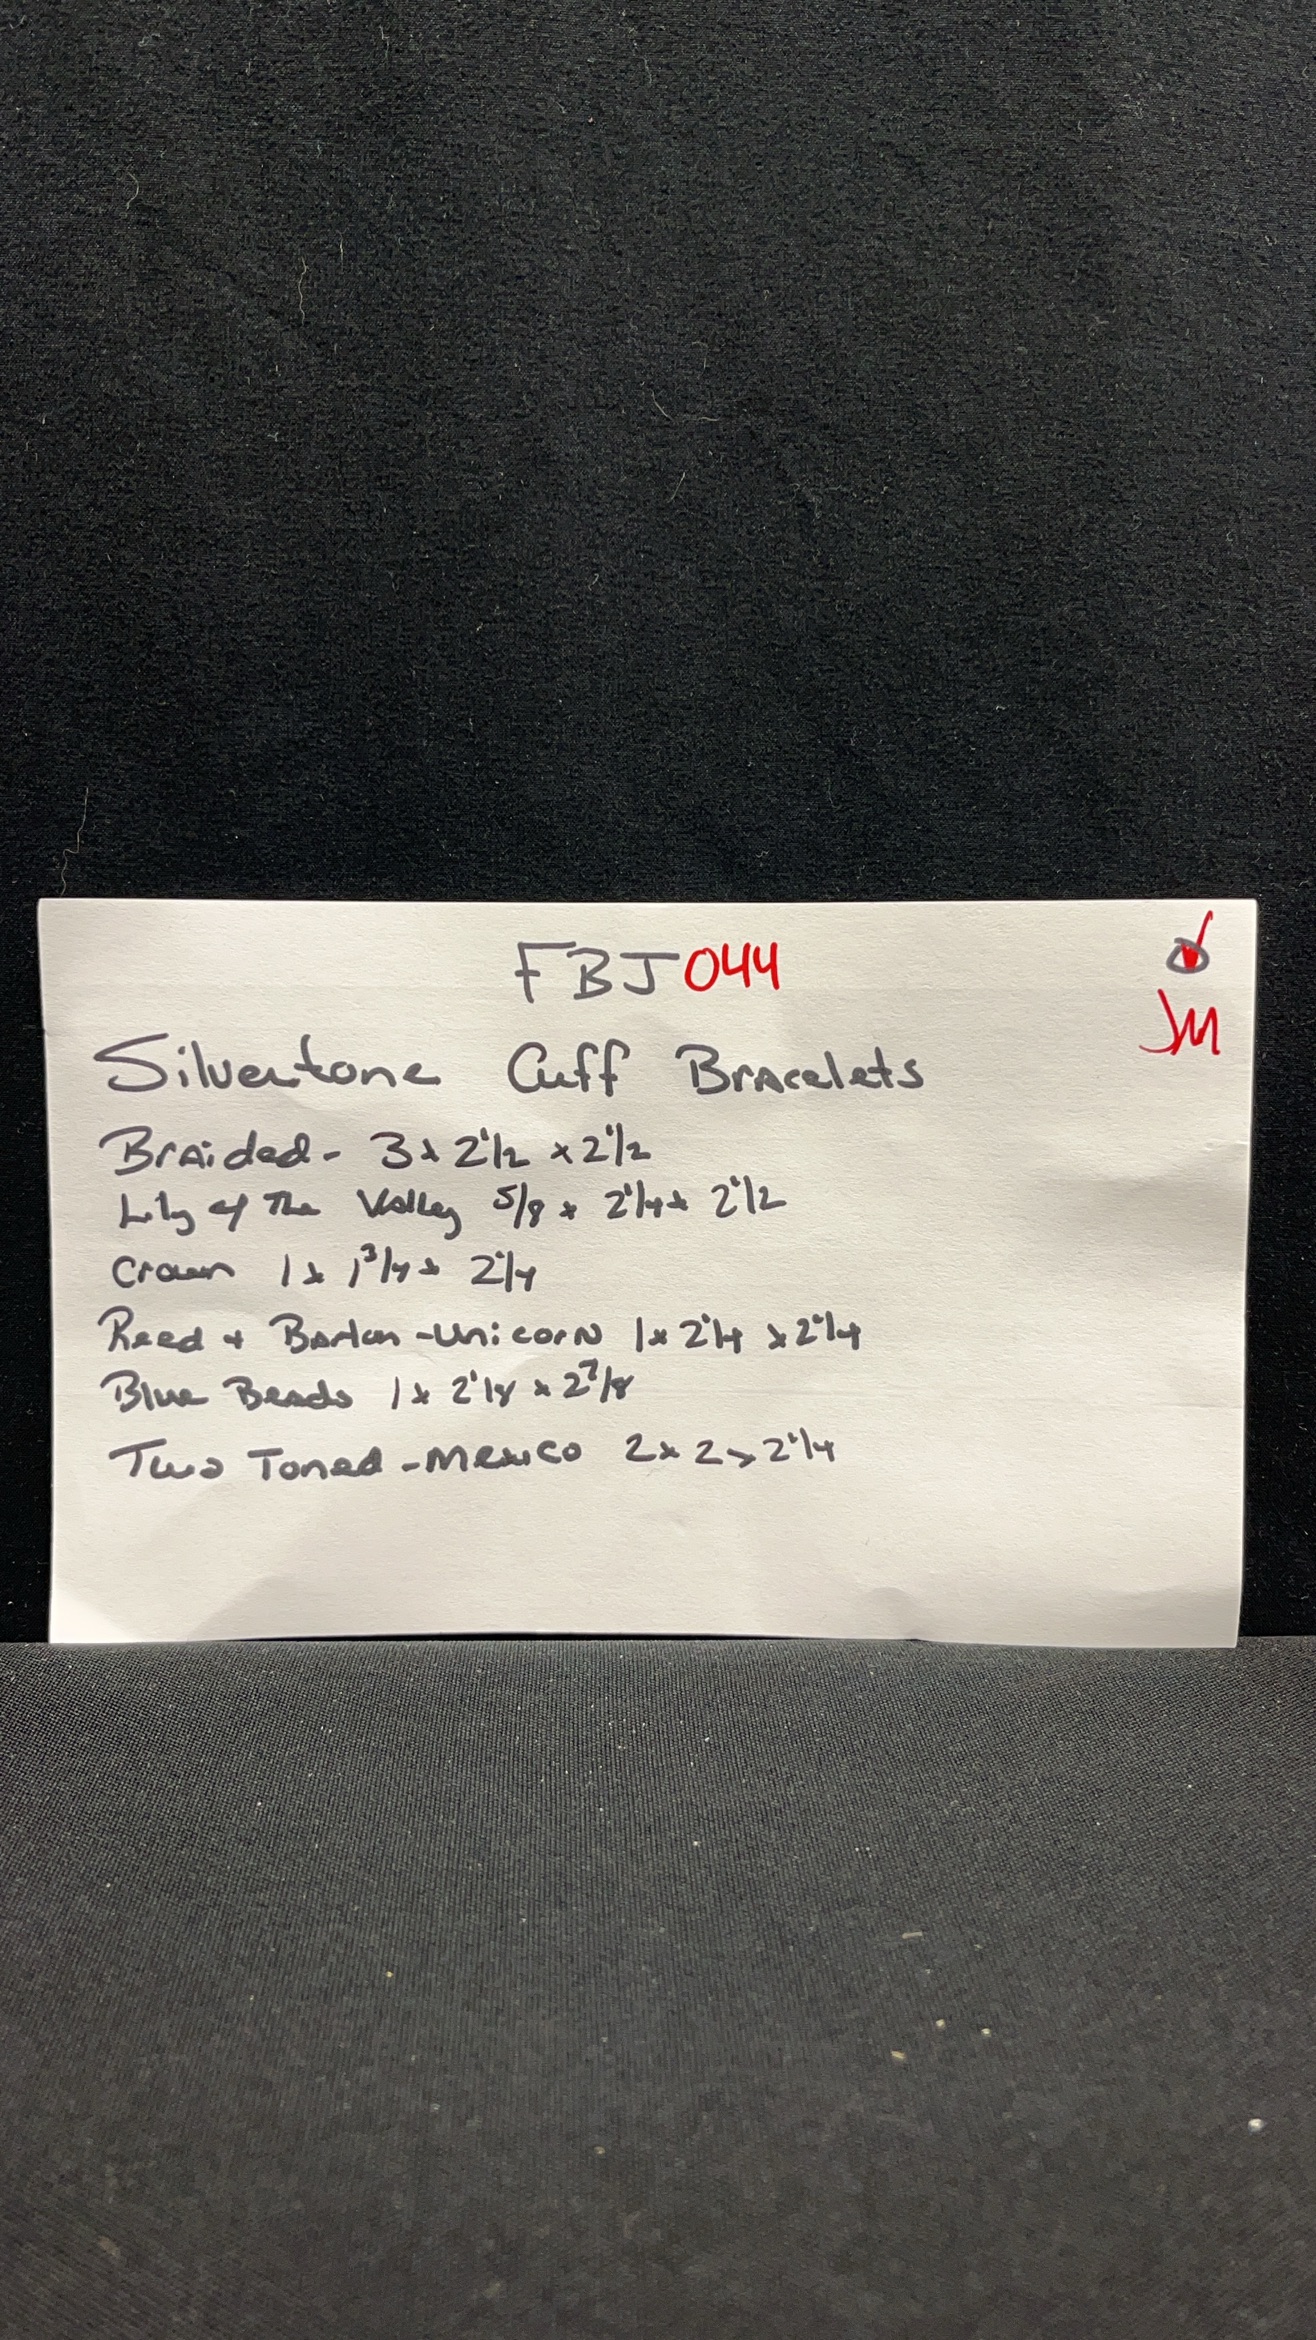 FBJ044
JM
Silvertone Cuff Bracelets
Braided - 3 x 2 1/2 x 2 1/2
Lily of The Valley 5/8 x 2 1/4 x 2 1/2
Crown 1 x 1 3/4 x 2 1/4
Reed + Barton - Unicorn 1 x 2 1/4 x 2 1/4
Blue Beads 1 x 2 1/8 x 2 7/8
Two Toned - Mexico 2 x 2 x 2 1/4